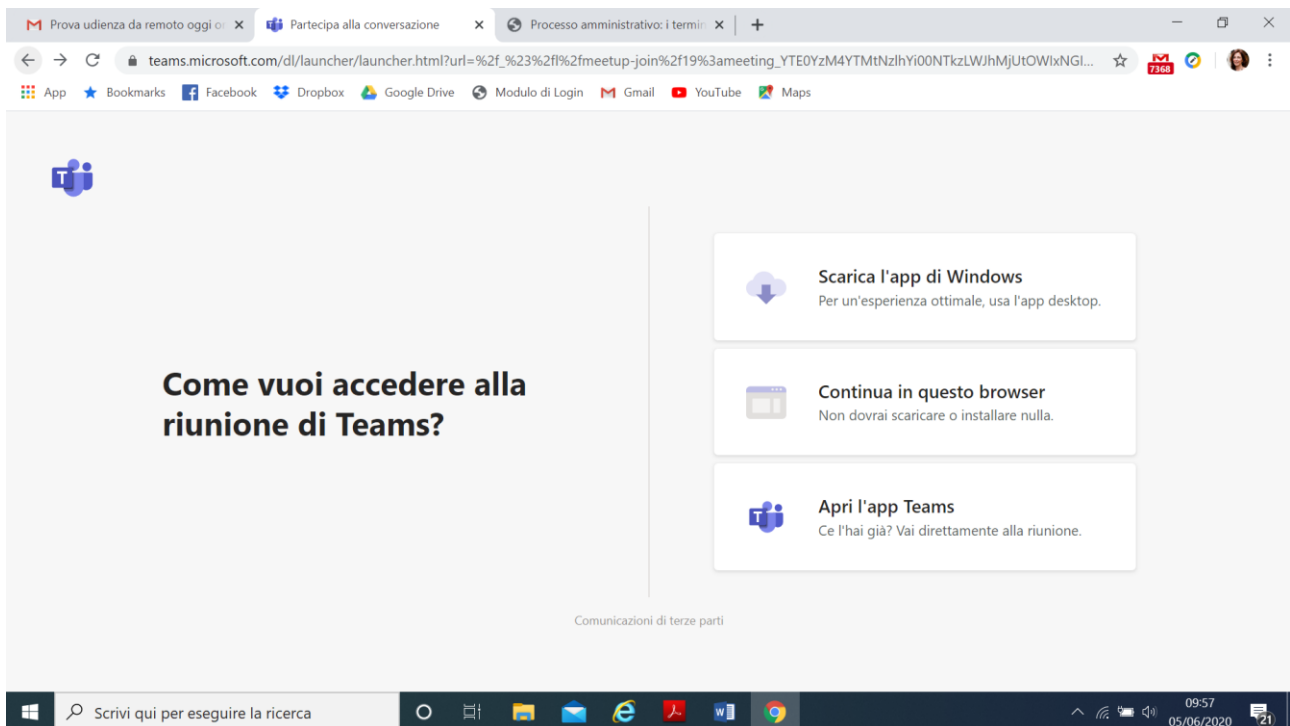 Prova udienza da remoto oggi or
Partecipa alla conversazione
Processo amministrativo: i termin
teams.microsoft.com/dl/launcher/launcher.html?url=%2f_%23%2fl%2fmeetup-join%2f19%3ameeting_YTE0YzM4YTMtNzlhYi00NTkzLWJhMjUtOWIxNGI...
7368
App
Bookmarks
Facebook
Dropbox
Google Drive
Modulo di Login
Gmail
YouTube
Maps
Come vuoi accedere alla
riunione di Teams?
Scarica l'app di Windows
Per un'esperienza ottimale, usa l'app desktop.
Continua in questo browser
Non dovrai scaricare o installare nulla.
Apri l'app Teams
Ce l'hai già? Vai direttamente alla riunione.
Comunicazioni di terze parti
Scrivi qui per eseguire la ricerca
09:57
05/06/2020
21